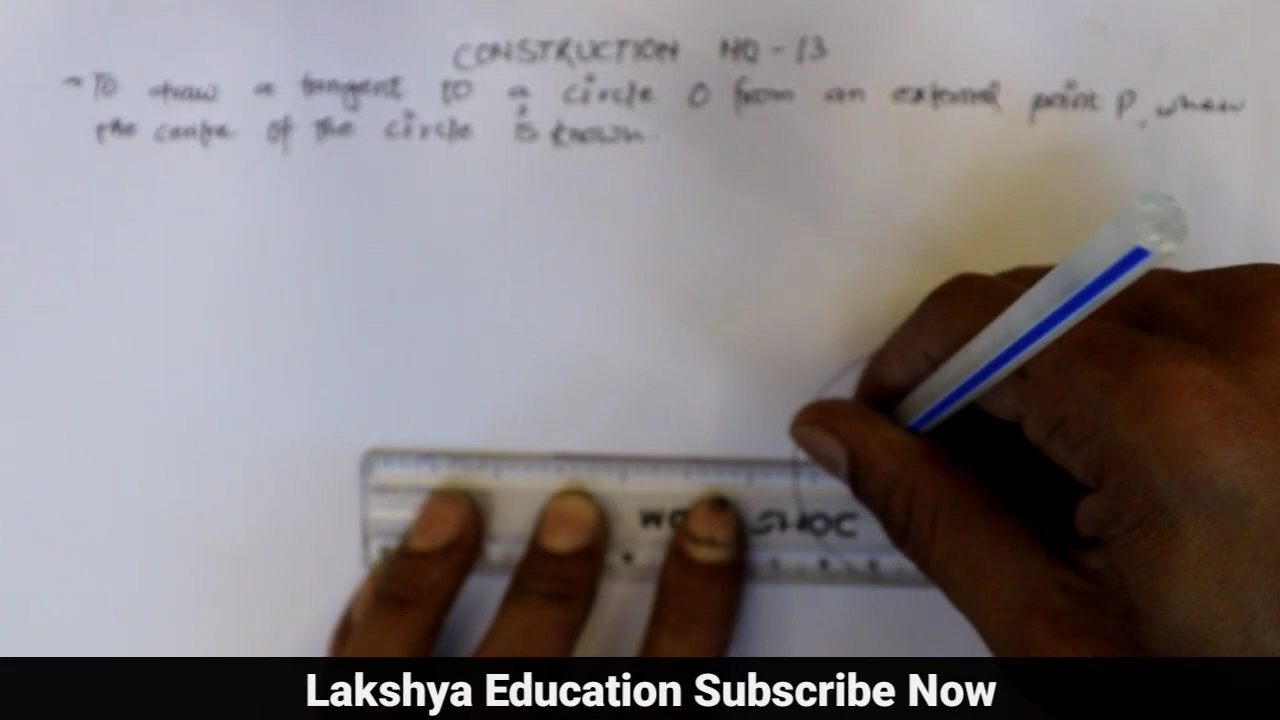 CONSTRUCTION NO - 13
- To draw a tangent to a circle O from an external point P, when
the centre of the circle is known.
Lakshya Education Subscribe Now